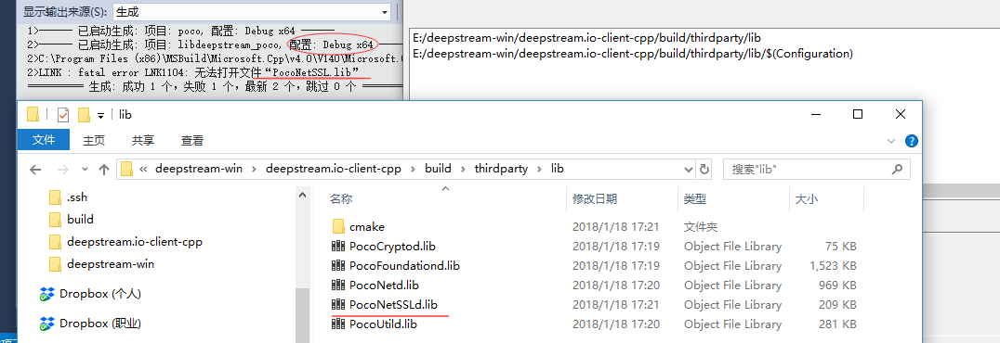 显示输出来源(S): 生成
1>------ 已启动生成: 项目: poco, 配置: Debug x64 ------
2>------ 已启动生成: 项目: libdeepstream_poco, 配置: Debug x64 ------
2>C:\Program Files (x86)\MSBuild\Microsoft.Cpp\v4.0\V140\Microsoft.
2>LINK : fatal error LNK1104: 无法打开文件“PocoNetSSL.lib”
========== 生成: 成功 1 个，失败 1 个，最新 2 个，跳过 0 个 ==========
E:/deepstream-win/deepstream.io-client-cpp/build/thirdparty/lib
E:/deepstream-win/deepstream.io-client-cpp/build/thirdparty/lib/$(Configuration)
lib
文件 主页 共享 查看
« deepstream-win › deepstream.io-client-cpp › build › thirdparty › lib
搜索"lib"
.ssh
build
deepstream.io-client-cpp
deepstream-win
Dropbox (个人)
Dropbox (职业)
名称 修改日期 类型 大小
cmake 2018/1/18 17:21 文件夹
PocoCryptod.lib 2018/1/18 17:19 Object File Library 75 KB
PocoFoundationd.lib 2018/1/18 17:19 Object File Library 1,523 KB
PocoNetd.lib 2018/1/18 17:20 Object File Library 969 KB
PocoNetSSLd.lib 2018/1/18 17:21 Object File Library 209 KB
PocoUtild.lib 2018/1/18 17:20 Object File Library 281 KB